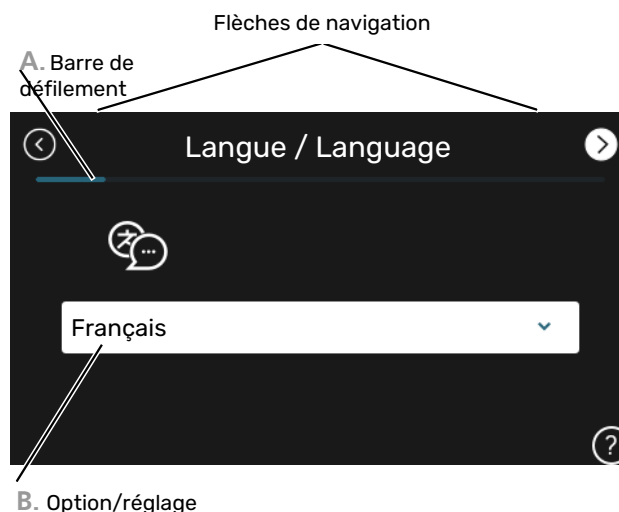 Flèches de navigation
A. Barre de
défilement
Langue / Language
Français
?
B. Option/réglage